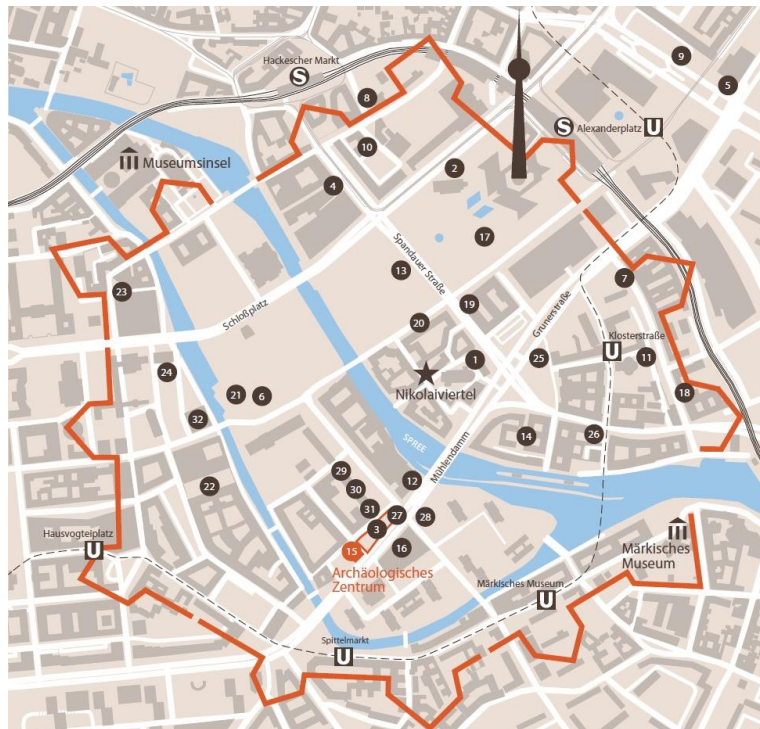 Hackescher Markt
S
9
5
8
S
Alexanderplatz
U
10
Museumsinsel
2
4
17
Spandauer Straße
13
7
23
Schloßplatz
19
Grunerstraße
20
Klosterstraße
U
1
25
11
24
Nikolaiviertel
21
6
18
32
14
26
SPREE
Mühlendamm
29
12
22
30
31
27
28
3
Hausvogteiplatz
U
15
16
Archäologisches
Zentrum
Märkisches
Museum
Märkisches Museum
U
Spittelmarkt
U